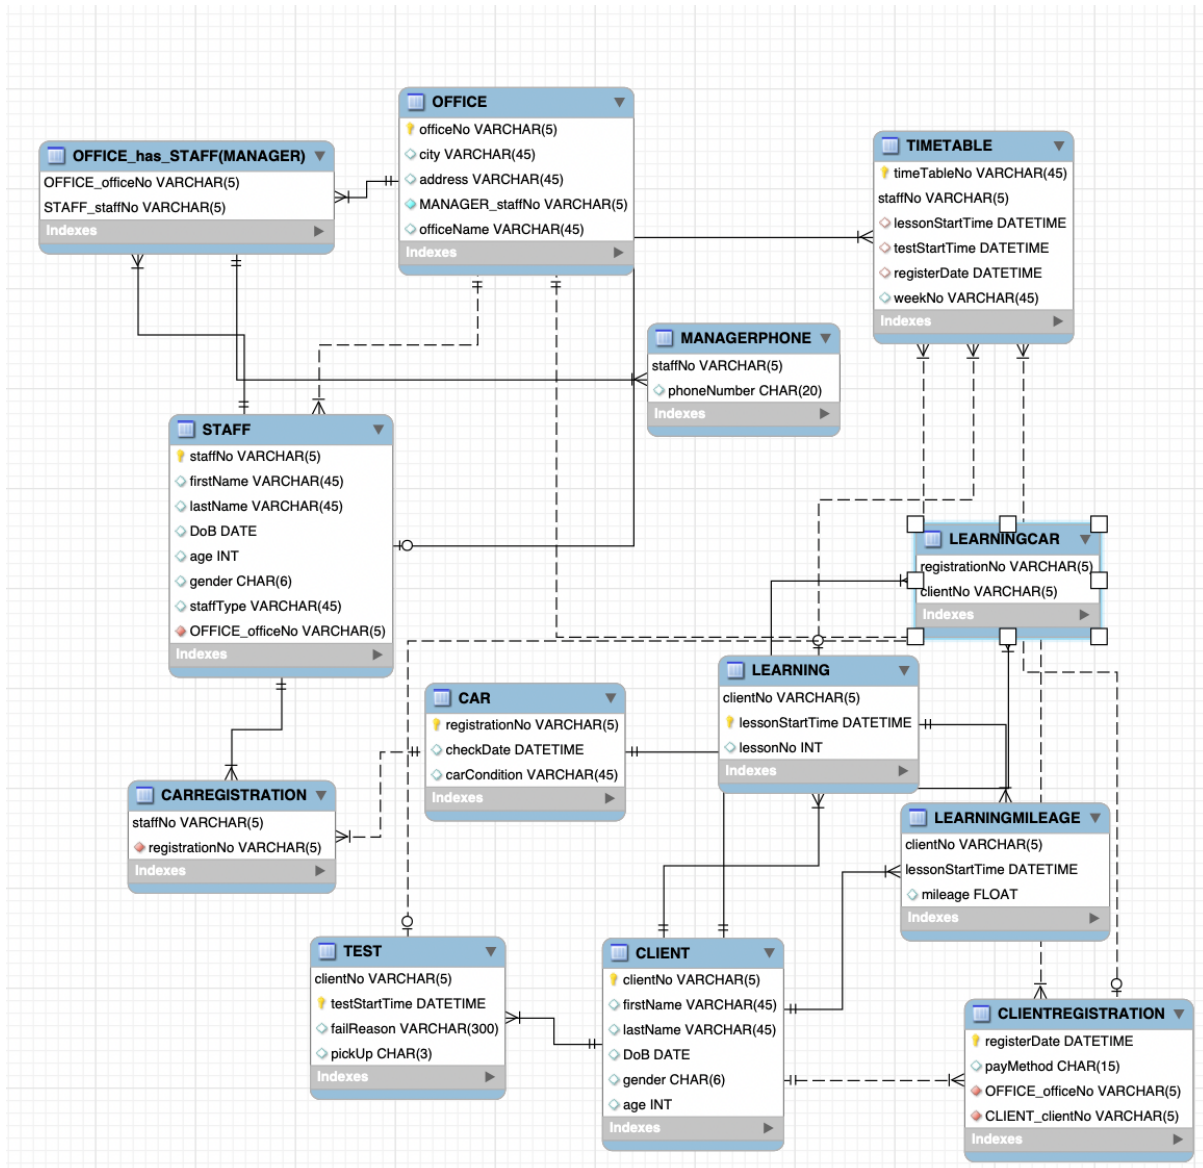 OFFICE
officeNo VARCHAR(5)
city VARCHAR(45)
address VARCHAR(45)
MANAGER_staffNo VARCHAR(5)
officeName VARCHAR(45)
Indexes
OFFICE_has_STAFF(MANAGER)
OFFICE_officeNo VARCHAR(5)
STAFF_staffNo VARCHAR(5)
Indexes
TIMETABLE
timeTableNo VARCHAR(45)
staffNo VARCHAR(5)
lessonStartTime DATETIME
testStartTime DATETIME
registerDate DATETIME
weekNo VARCHAR(45)
Indexes
MANAGERPHONE
staffNo VARCHAR(5)
phoneNumber CHAR(20)
Indexes
STAFF
staffNo VARCHAR(5)
firstName VARCHAR(45)
lastName VARCHAR(45)
DoB DATE
age INT
gender CHAR(6)
staffType VARCHAR(45)
OFFICE_officeNo VARCHAR(5)
Indexes
LEARNINGCAR
registrationNo VARCHAR(5)
clientNo VARCHAR(5)
Indexes
LEARNING
clientNo VARCHAR(5)
lessonStartTime DATETIME
lessonNo INT
Indexes
CAR
registrationNo VARCHAR(5)
checkDate DATETIME
carCondition VARCHAR(45)
Indexes
CARREGISTRATION
staffNo VARCHAR(5)
registrationNo VARCHAR(5)
Indexes
LEARNINGMILEAGE
clientNo VARCHAR(5)
lessonStartTime DATETIME
mileage FLOAT
Indexes
TEST
clientNo VARCHAR(5)
testStartTime DATETIME
failReason VARCHAR(300)
pickUp CHAR(3)
Indexes
CLIENT
clientNo VARCHAR(5)
firstName VARCHAR(45)
lastName VARCHAR(45)
DoB DATE
gender CHAR(6)
age INT
Indexes
CLIENTREGISTRATION
registerDate DATETIME
payMethod CHAR(15)
OFFICE_officeNo VARCHAR(5)
CLIENT_clientNo VARCHAR(5)
Indexes